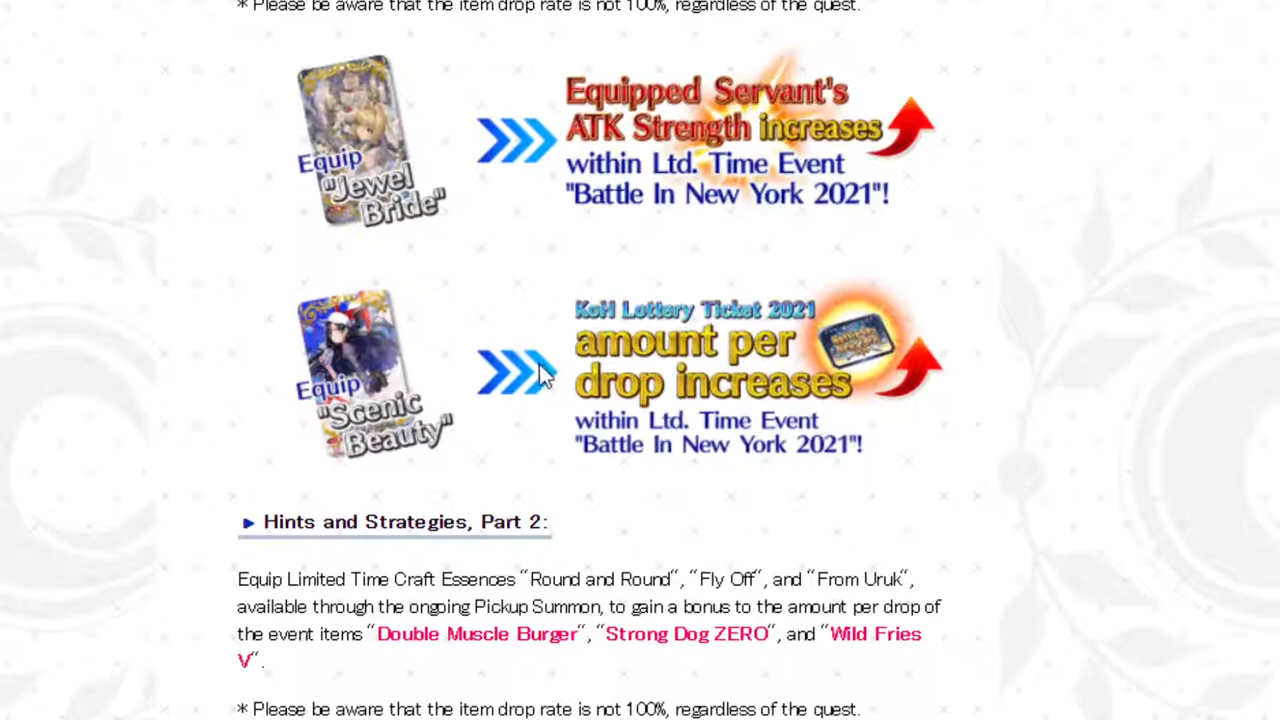 * Please be aware that the item drop rate is not 100%, regardless of the quest.
Equip
"Jewel
Bride"
Equipped Servant's
ATK Strength increases
within Ltd. Time Event
"Battle In New York 2021"!
Equip
"Scenic
Beauty"
KoH Lottery Ticket 2021
amount per
drop increases
within Ltd. Time Event
"Battle In New York 2021"!
Hints and Strategies, Part 2:
Equip Limited Time Craft Essences “Round and Round“, “Fly Off“, and “From Uruk“,
available through the ongoing Pickup Summon, to gain a bonus to the amount per drop of
the event items “Double Muscle Burger“, “Strong Dog ZERO“, and “Wild Fries
V“.
* Please be aware that the item drop rate is not 100%, regardless of the quest.